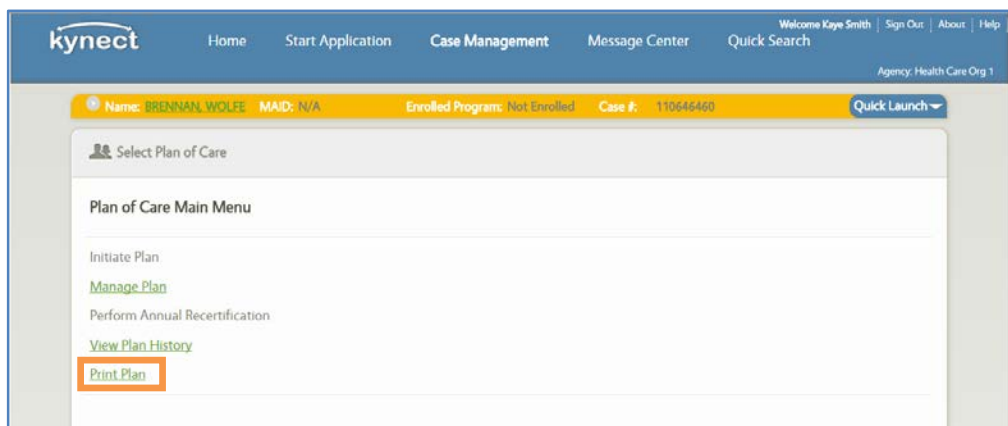 Welcome Kaye Smith | Sign Out | About | Help
kynect Home Start Application Case Management Message Center Quick Search
Agency: Health Care Org 1
Name: BRENNAN, WOLFE MAID: N/A Enrolled Program: Not Enrolled Case #: 110646460 Quick Launch
Select Plan of Care
Plan of Care Main Menu
Initiate Plan
Manage Plan
Perform Annual Recertification
View Plan History
Print Plan